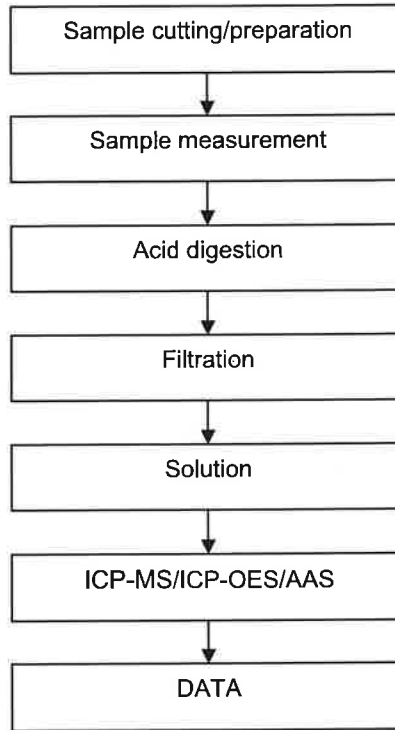 Sample cutting/preparation
Sample measurement
Acid digestion
Filtration
Solution
ICP-MS/ICP-OES/AAS
DATA